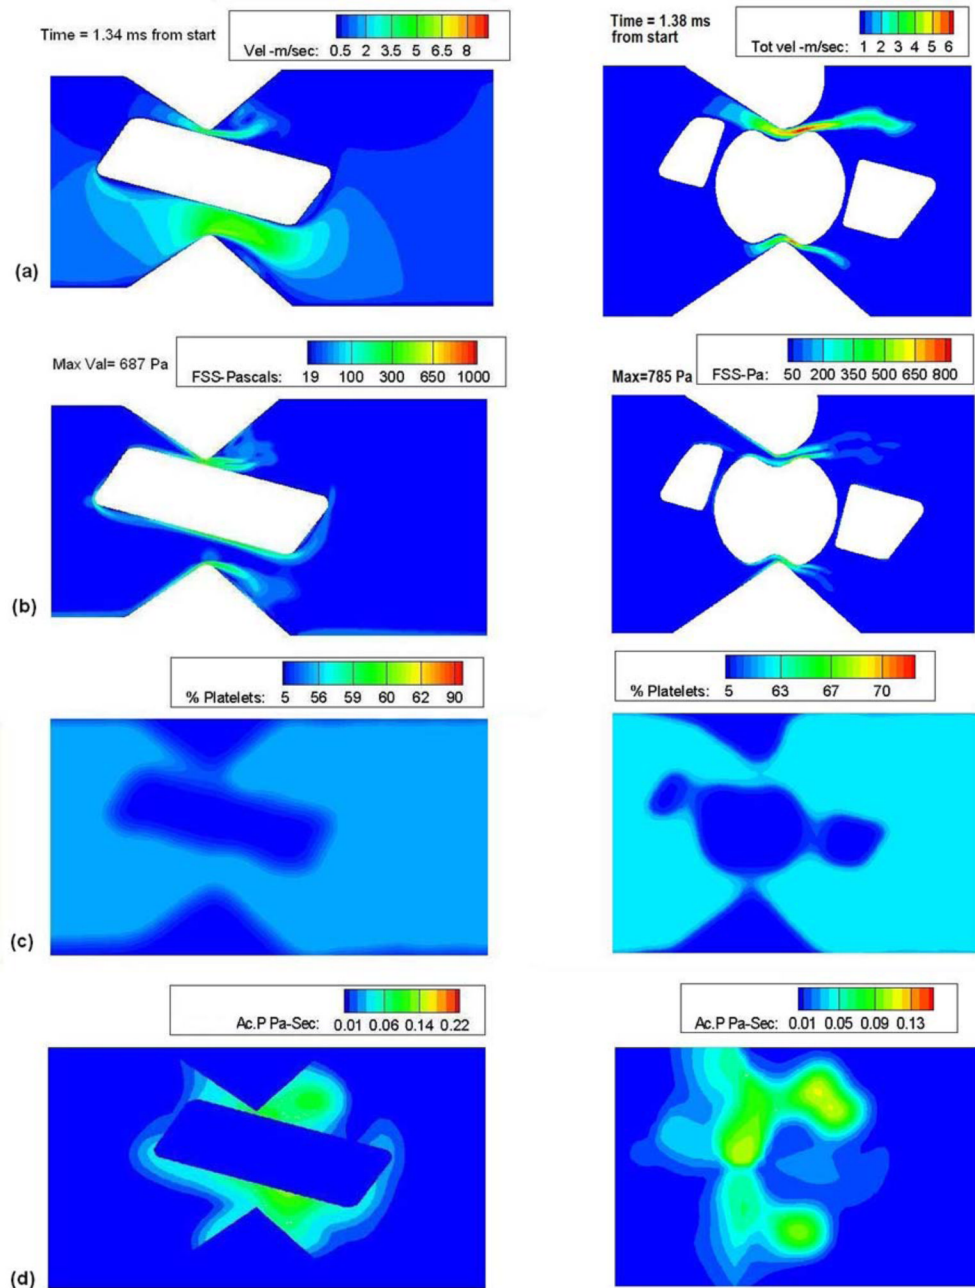 Time = 1.34 ms from start
Vel -m/sec: 0.5 2 3.5 5 6.5 8
Time = 1.38 ms
from start
Tot vel -m/sec: 1 2 3 4 5 6
(a)
Max Val= 687 Pa
FSS-Pascals: 19 100 300 650 1000
Max=785 Pa
FSS-Pa: 50 200 350 500 650 800
(b)
% Platelets: 5 56 59 60 62 90
% Platelets: 5 63 67 70
(c)
Ac.P Pa-Sec: 0.01 0.06 0.14 0.22
Ac.P Pa-Sec: 0.01 0.05 0.09 0.13
(d)